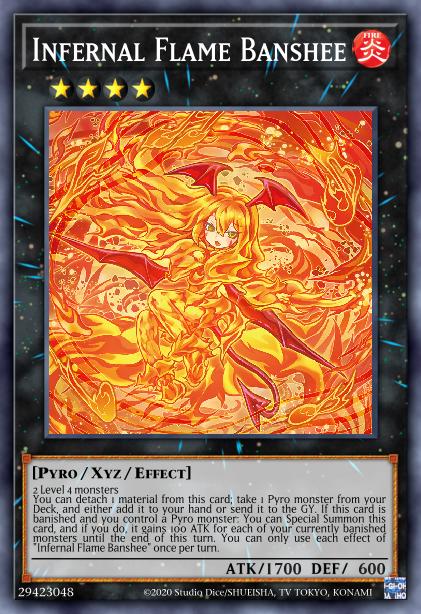 INFERNAL FLAME BANSHEE
FIRE
炎
[PYRO / XYZ / EFFECT]
2 Level 4 monsters
You can detach 1 material from this card; take 1 Pyro monster from your
Deck, and either add it to your hand or send it to the GY. If this card is
banished and you control a Pyro monster: You can Special Summon this
card, and if you do, it gains 100 ATK for each of your currently banished
monsters until the end of this turn. You can only use each effect of
"Infernal Flame Banshee" once per turn.
ATK/1700 DEF/ 600
29423048
©2020 Studio Dice/SHUEISHA, TV TOKYO, KONAMI